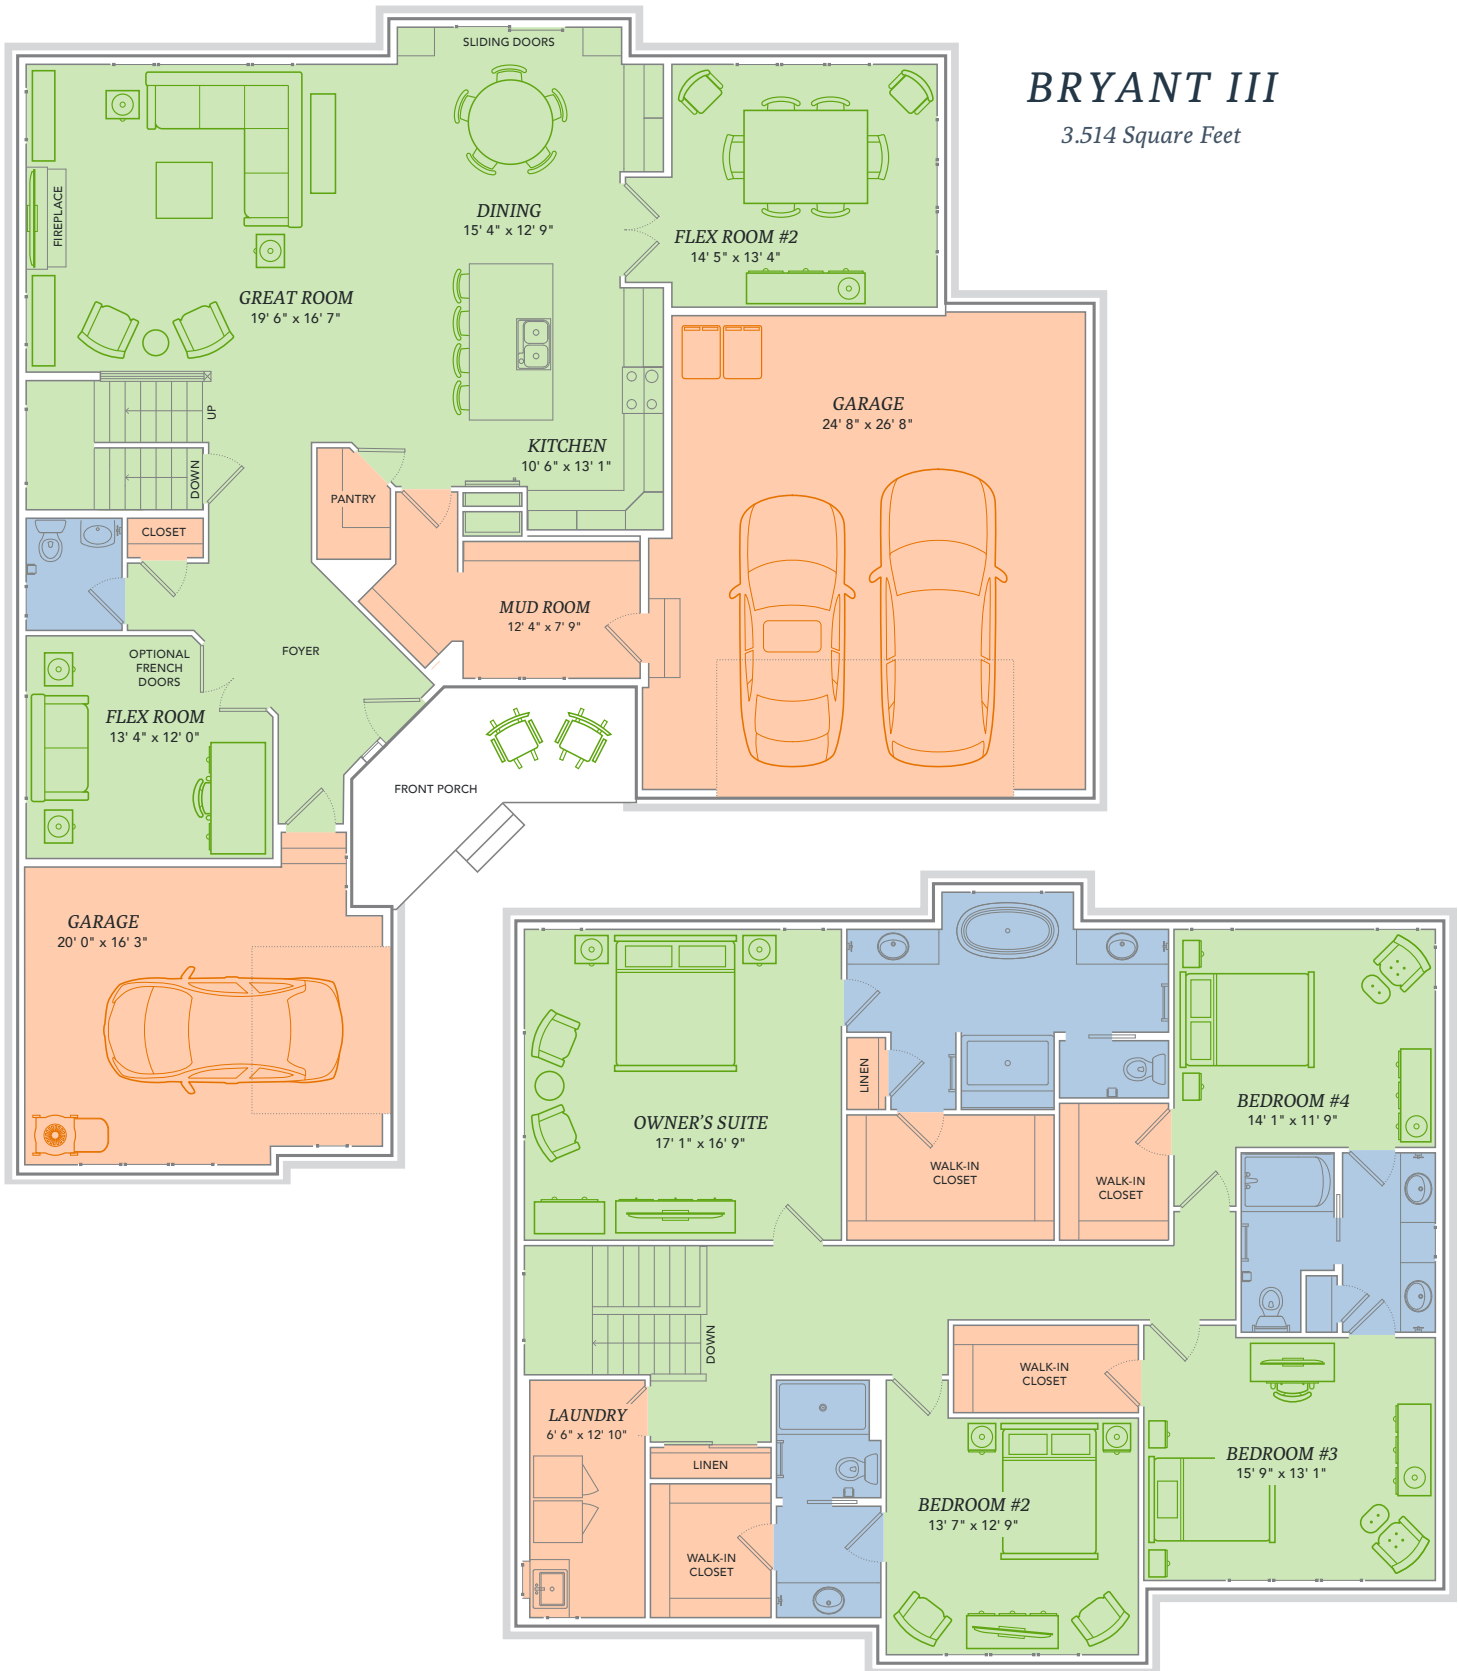 BRYANT III
3.514 Square Feet
SLIDING DOORS
FIREPLACE
DINING
15' 4" x 12' 9"
FLEX ROOM #2
14' 5" x 13' 4"
GREAT ROOM
19' 6" x 16' 7"
UP
GARAGE
24' 8" x 26' 8"
KITCHEN
10' 6" x 13' 1"
DOWN
PANTRY
CLOSET
MUD ROOM
12' 4" x 7' 9"
FOYER
OPTIONAL
FRENCH
DOORS
FLEX ROOM
13' 4" x 12' 0"
FRONT PORCH
GARAGE
20' 0" x 16' 3"
LINEN
OWNER'S SUITE
17' 1" x 16' 9"
BEDROOM #4
14' 1" x 11' 9"
WALK-IN
CLOSET
WALK-IN
CLOSET
DOWN
WALK-IN
CLOSET
LAUNDRY
6' 6" x 12' 10"
LINEN
BEDROOM #3
15' 9" x 13' 1"
BEDROOM #2
13' 7" x 12' 9"
WALK-IN
CLOSET